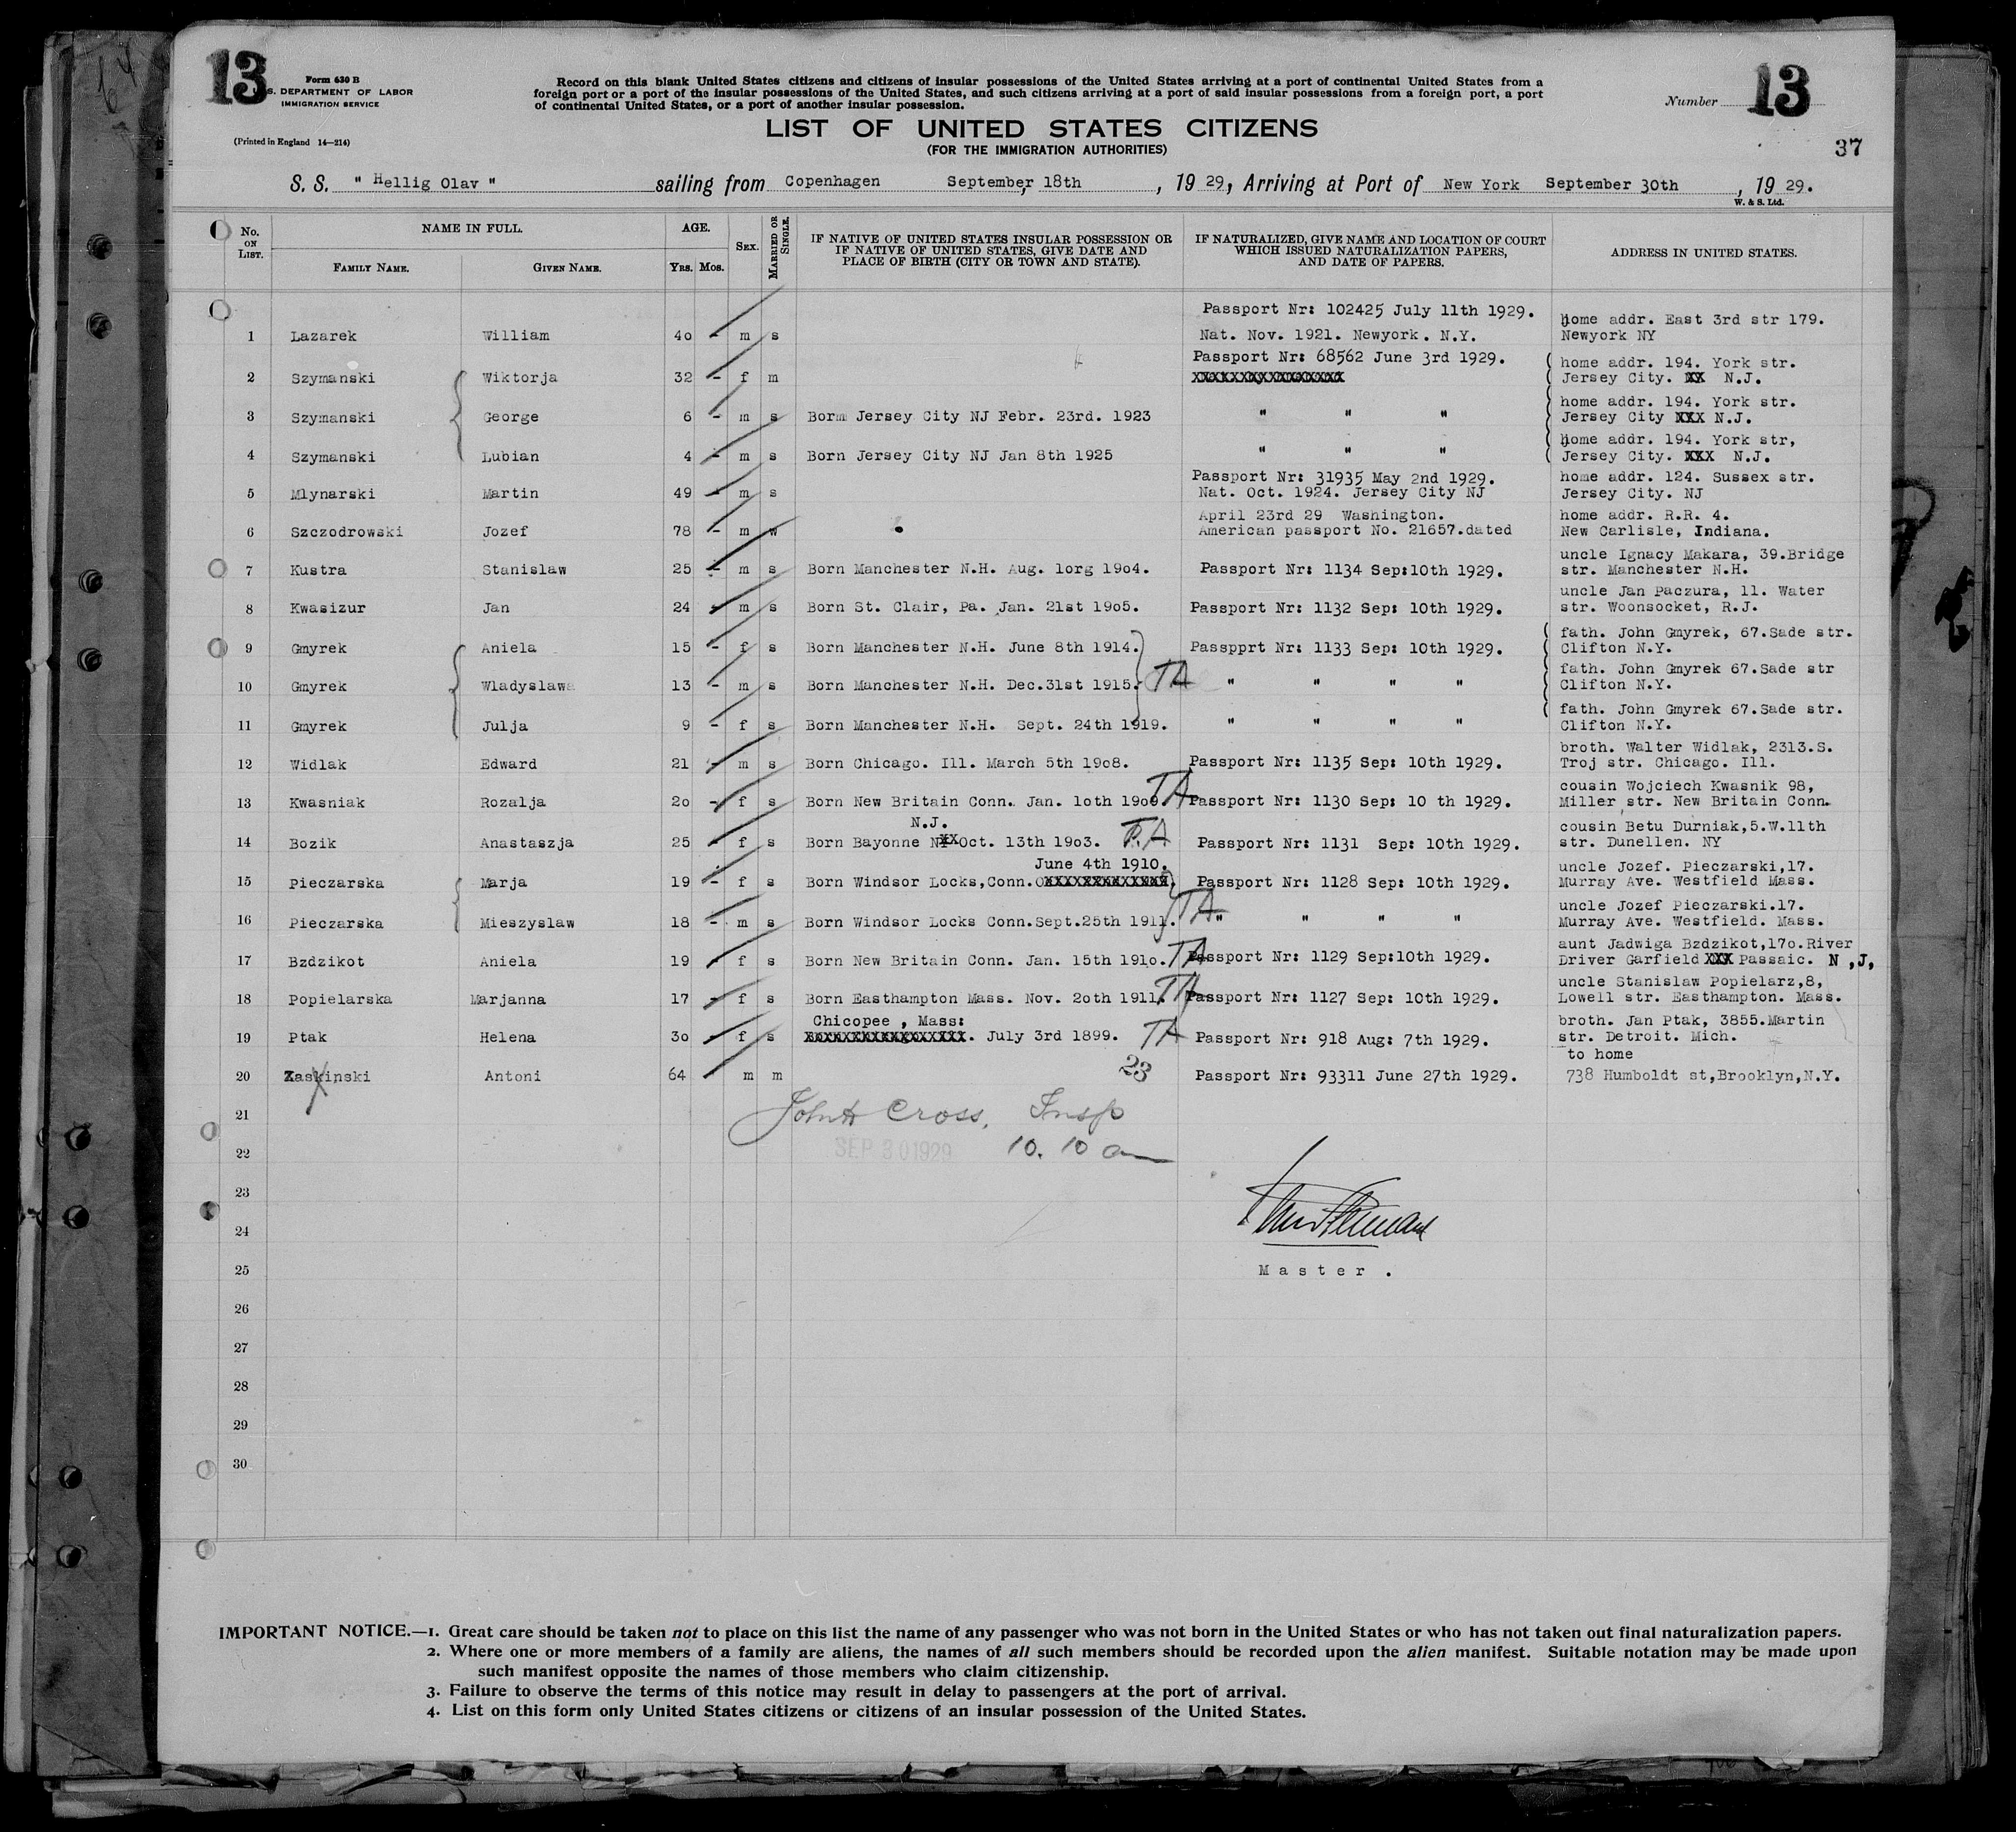 13
Form 630 B
S. DEPARTMENT OF LABOR
IMMIGRATION SERVICE
(Printed in England 14—214)
Record on this blank United States citizens and citizens of insular possessions of the United States arriving at a port of continental United States from a
foreign port or a port of the insular possessions of the United States, and such citizens arriving at a port of said insular possessions from a foreign port, a port
of continental United States, or a port of another insular possession.
Number 13
LIST OF UNITED STATES CITIZENS
(FOR THE IMMIGRATION AUTHORITIES)
37
S. S. " Hellig Olav " sailing from Copenhagen September, 18th , 19 29, Arriving at Port of New York September 30th , 19 29.
W. & S. Ltd.
No. ON LIST.
NAME IN FULL.
FAMILY NAME. GIVEN NAME.
AGE.
YRS. MOS.
SEX.
MARRIED OR SINGLE.
IF NATIVE OF UNITED STATES INSULAR POSSESSION OR
IF NATIVE OF UNITED STATES, GIVE DATE AND
PLACE OF BIRTH (CITY OR TOWN AND STATE).
IF NATURALIZED, GIVE NAME AND LOCATION OF COURT
WHICH ISSUED NATURALIZATION PAPERS,
AND DATE OF PAPERS.
ADDRESS IN UNITED STATES.
Passport Nr: 102425 July 11th 1929. home addr. East 3rd str 179.
1 Lazarek William 4o - m s Nat. Nov. 1921. Newyork. N.Y. Newyork NY
Passport Nr: 68562 June 3rd 1929. home addr. 194. York str.
2 Szymanski Wiktorja 32 - f m XXXXXXXXXXXXXXXX Jersey City. XX N.J.
home addr. 194. York str.
3 Szymanski George 6 - m s Born Jersey City NJ Febr. 23rd. 1923 " " " Jersey City XXX N.J.
home addr. 194. York str,
4 Szymanski Lubian 4 - m s Born Jersey City NJ Jan 8th 1925 " " " Jersey City. XXX N.J.
Passport Nr: 31935 May 2nd 1929. home addr. 124. Sussex str.
5 Mlynarski Martin 49 - m s Nat. Oct. 1924. Jersey City NJ Jersey City. NJ
April 23rd 29 Washington. home addr. R.R. 4.
6 Szczodrowski Jozef 78 - m w American passport No. 21657.dated New Carlisle, Indiana.
uncle Ignacy Makara, 39.Bridge
7 Kustra Stanislaw 25 - m s Born Manchester N.H. Aug. 1org 19o4. Passport Nr: 1134 Sep:10th 1929. str. Manchester N.H.
uncle Jan Paczura, 11. Water
8 Kwasizur Jan 24 - m s Born St. Clair, Pa. Jan. 21st 19o5. Passport Nr: 1132 Sep: 10th 1929. str. Woonsocket, R.J.
fath. John Gmyrek, 67.Sade str.
9 Gmyrek Aniela 15 - f s Born Manchester N.H. June 8th 1914. Passpprt Nr: 1133 Sep: 10th 1929. Clifton N.Y.
fath. John Gmyrek 67.Sade str
10 Gmyrek Wladyslawa 13 - m s Born Manchester N.H. Dec.31st 1915. TA " " " " Clifton N.Y.
fath. John Gmyrek 67.Sade str.
11 Gmyrek Julja 9 - f s Born Manchester N.H. Sept. 24th 1919. " " " " Clifton N.Y.
broth. Walter Widlak, 2313.S.
12 Widlak Edward 21 - m s Born Chicago. Ill. March 5th 19o8. Passport Nr: 1135 Sep: 10th 1929. Troj str. Chicago. Ill.
cousin Wojciech Kwasnik 98,
13 Kwasniak Rozalja 2o - f s Born New Britain Conn. Jan. 1oth 19o9. TA Passport Nr: 1130 Sep: 10 th 1929. Miller str. New Britain Conn.
N.J. cousin Betu Durniak,5.W.11th
14 Bozik Anastaszja 25 - f s Born Bayonne NXX Oct. 13th 19o3. T.A Passport Nr: 1131 Sep: 10th 1929. str. Dunellen. NY
June 4th 1910. uncle Jozef. Pieczarski,17.
15 Pieczarska Marja 19 - f s Born Windsor Locks,Conn. XXXXXXXXXXXXX. Passport Nr: 1128 Sep: 10th 1929. Murray Ave. Westfield Mass.
uncle Jozef Pieczarski.17.
16 Pieczarska Mieszyslaw 18 - m s Born Windsor Locks Conn.Sept.25th 1911. TA " " " " Murray Ave. Westfield. Mass.
aunt Jadwiga Bzdzikot,17o.River
17 Bzdzikot Aniela 19 - f s Born New Britain Conn. Jan. 15th 191o. TA Passport Nr: 1129 Sep:10th 1929. Driver Garfield XXX Passaic. N ,J,
uncle Stanislaw Popielarz,8,
18 Popielarska Marjanna 17 - f s Born Easthampton Mass. Nov. 2oth 1911. TA Passport Nr: 1127 Sep: 10th 1929. Lowell str. Easthampton. Mass.
Chicopee , Mass: broth. Jan Ptak, 3855.Martin
19 Ptak Helena 3o - f s XXXXXXXXXXXXXXXXX. July 3rd 1899. TA Passport Nr: 918 Aug: 7th 1929. str. Detroit. Mich.
23 to home
20 Zaskinski Antoni 64 m m Passport Nr: 93311 June 27th 1929. 738 Humboldt st,Brooklyn,N.Y.
21
John H Cross, Insp
22 SEP 30 1929 10.10 am
23
24
25 Master .
26
27
28
29
30
IMPORTANT NOTICE.—1. Great care should be taken not to place on this list the name of any passenger who was not born in the United States or who has not taken out final naturalization papers.
2. Where one or more members of a family are aliens, the names of all such members should be recorded upon the alien manifest. Suitable notation may be made upon
such manifest opposite the names of those members who claim citizenship.
3. Failure to observe the terms of this notice may result in delay to passengers at the port of arrival.
4. List on this form only United States citizens or citizens of an insular possession of the United States.